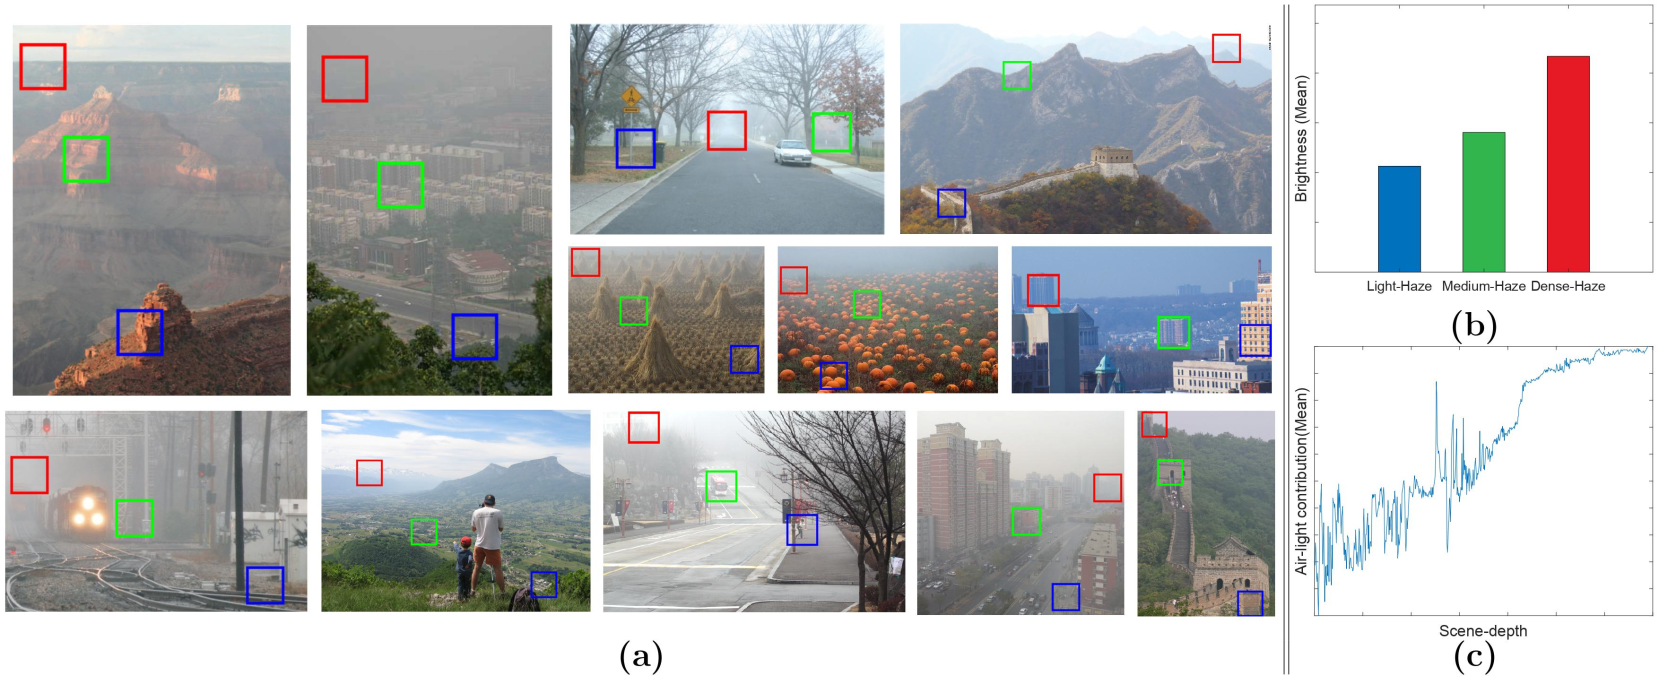 (a)
Brightness (Mean)
Light-Haze Medium-Haze Dense-Haze
(b)
Air-light contribution(Mean)
Scene-depth
(c)